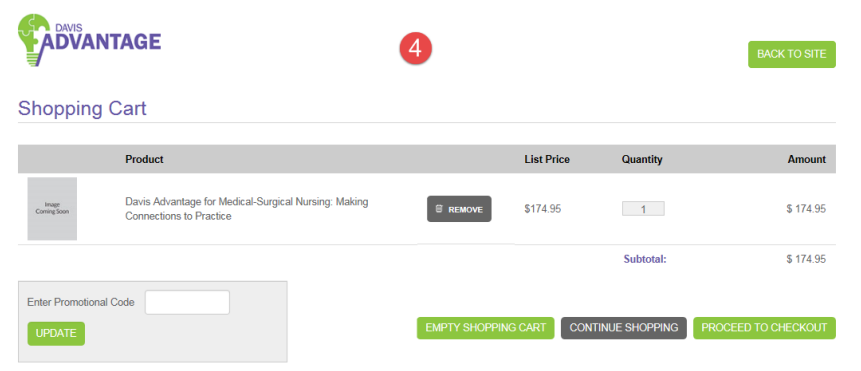 DAVIS
ADVANTAGE
4
BACK TO SITE
Shopping Cart
Product List Price Quantity Amount
Image
Coming Soon
Davis Advantage for Medical-Surgical Nursing: Making
Connections to Practice
REMOVE
$174.95
1
$ 174.95
Subtotal: $ 174.95
Enter Promotional Code
UPDATE
EMPTY SHOPPING CART CONTINUE SHOPPING PROCEED TO CHECKOUT